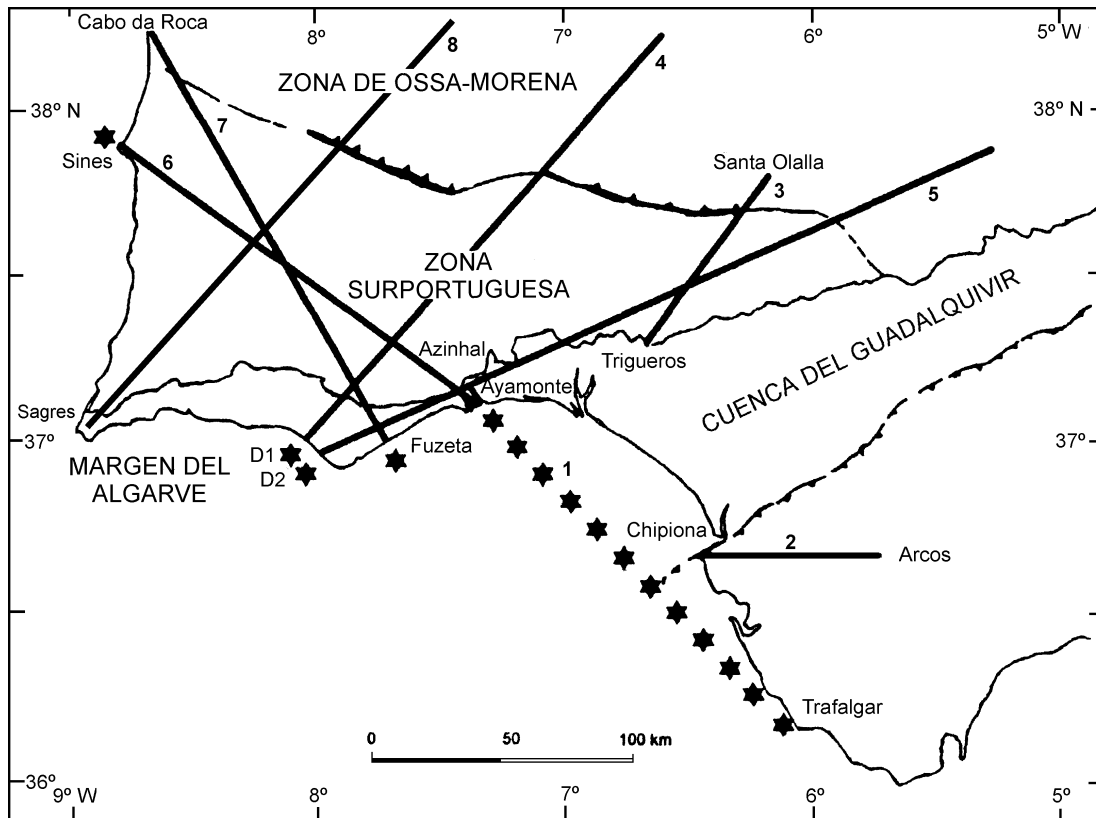 Cabo da Roca
8º
7º
6º
5º W
8
4
ZONA DE OSSA-MORENA
38º N
38º N
7
Sines
6
Santa Olalla
3
5
ZONA
SURPORTUGUESA
CUENCA DEL GUADALQUIVIR
Azinhal
Trigueros
Ayamonte
Sagres
37º
37º
Fuzeta
D1
D2
MARGEN DEL
ALGARVE
1
Chipiona
2
Arcos
Trafalgar
0
50
100 km
36º
9º W
8º
7º
6º
5º